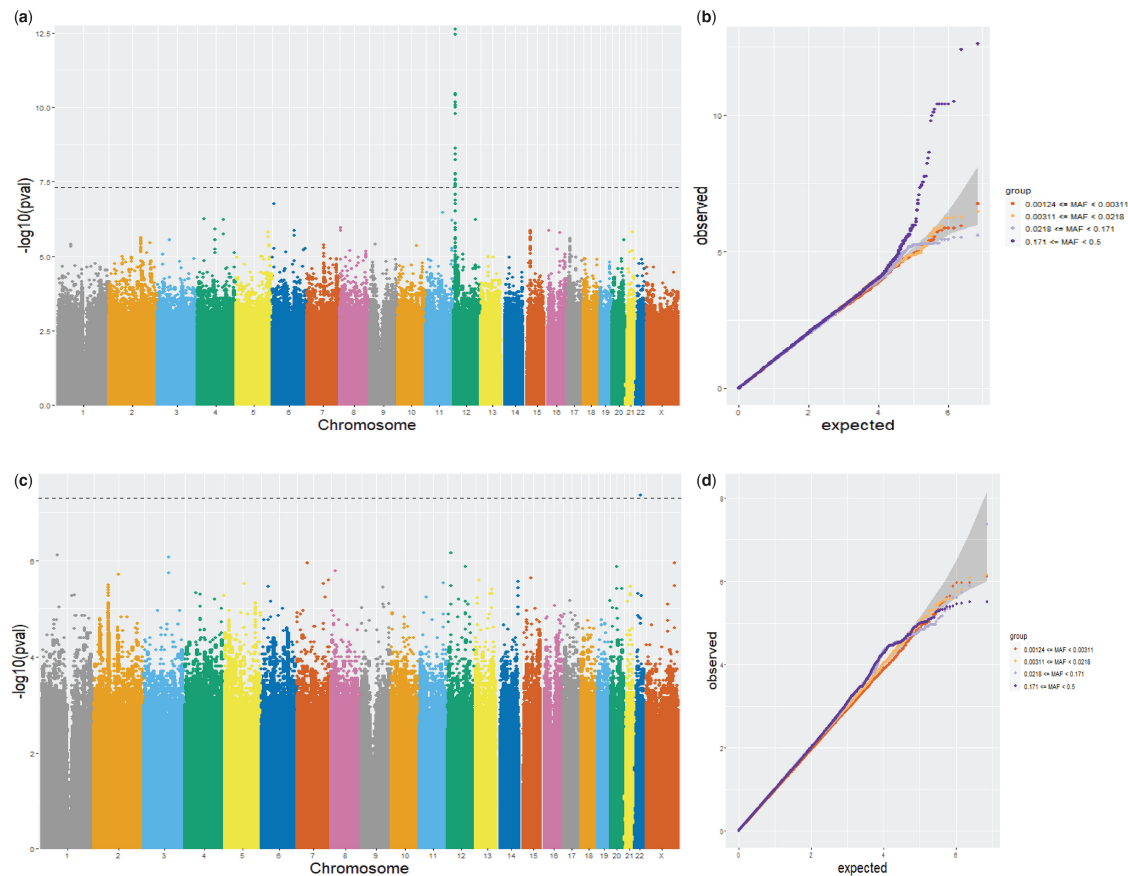 (a)
12.5
10.0
7.5
5.0
2.5
0.0
-log10(pval)
1 2 3 4 5 6 7 8 9 10 11 12 13 14 15 16 17 18 19 20 21 22 X
Chromosome
(b)
10
5
0
observed
0 2 4 6
expected
group
0.00124 <= MAF < 0.00311
0.00311 <= MAF < 0.0218
0.0218 <= MAF < 0.171
0.171 <= MAF < 0.5
(c)
6
4
2
0
-log10(pval)
1 2 3 4 5 6 7 8 9 10 11 12 13 14 15 16 17 18 19 20 21 22 X
Chromosome
(d)
8
6
4
2
0
observed
0 2 4 6
expected
group
0.00124 <= MAF < 0.00311
0.00311 <= MAF < 0.0218
0.0218 <= MAF < 0.171
0.171 <= MAF < 0.5